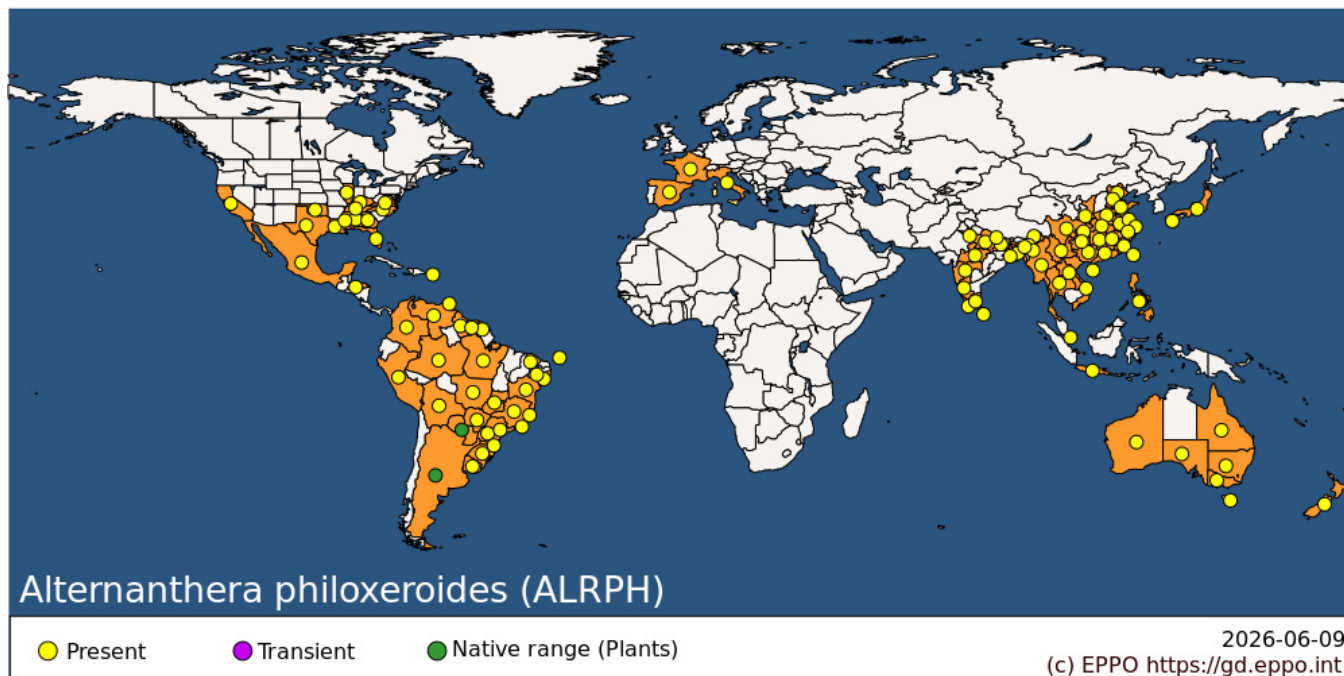 Alternanthera philoxeroides (ALRPH)
Present
Transient
Native range (Plants)
2026-06-09
(c) EPPO https://gd.eppo.int